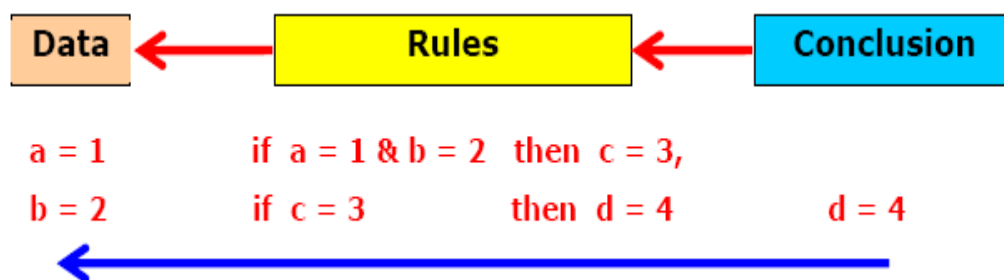 Data Rules Conclusion
a = 1 if a = 1 & b = 2 then c = 3,
b = 2 if c = 3 then d = 4 d = 4